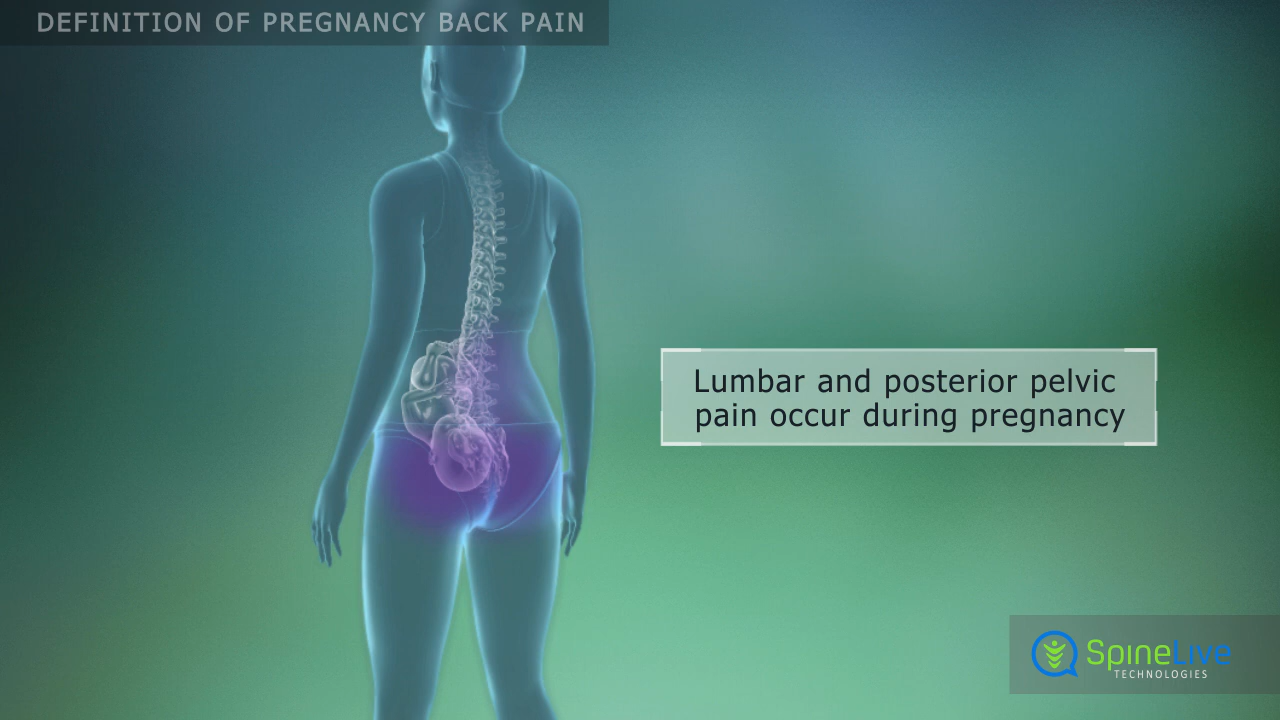 DEFINITION OF PREGNANCY BACK PAIN
Lumbar and posterior pelvic
pain occur during pregnancy
SpineLive
TECHNOLOGIES